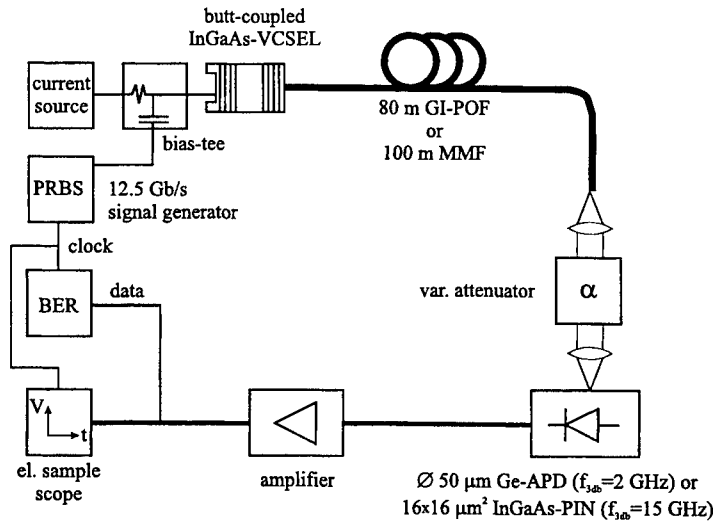 butt-coupled
InGaAs-VCSEL
current
source
80 m GI-POF
or
100 m MMF
bias-tee
PRBS
12.5 Gb/s
signal generator
clock
BER
data
var. attenuator
α
V
t
el. sample
scope
amplifier
Ø 50 μm Ge-APD (f3db=2 GHz) or
16x16 μm² InGaAs-PIN (f3db=15 GHz)